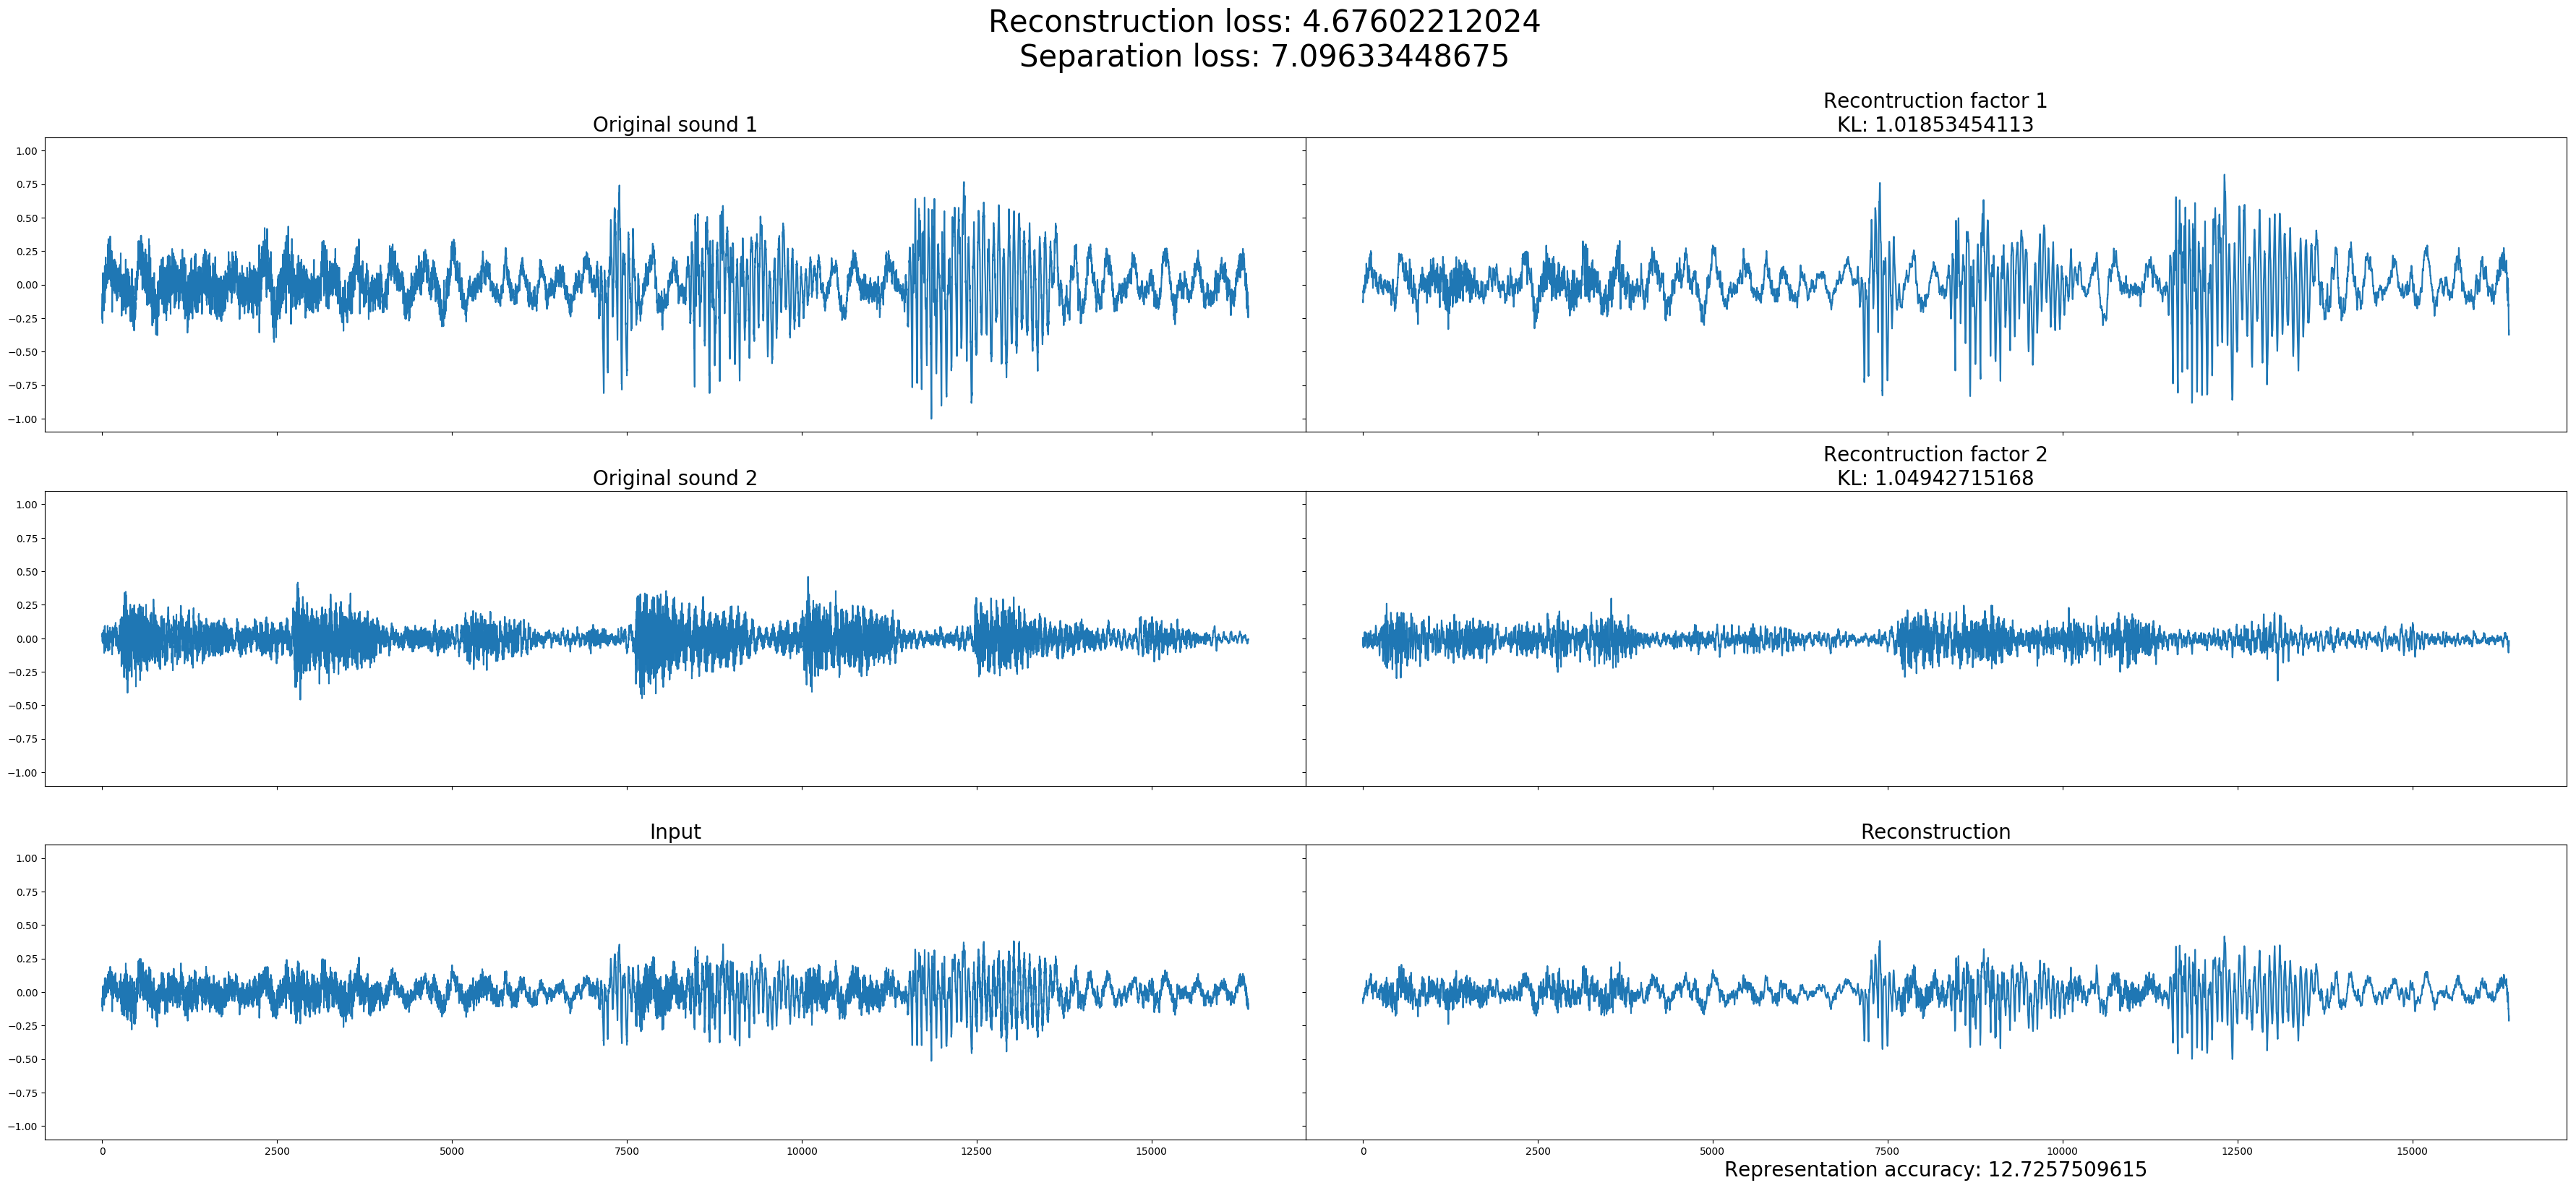 Reconstruction loss: 4.67602212024
Separation loss: 7.09633448675
Original sound 1
Recontruction factor 1
KL: 1.01853454113
1.00
0.75
0.50
0.25
0.00
−0.25
−0.50
−0.75
−1.00
Original sound 2
Recontruction factor 2
KL: 1.04942715168
1.00
0.75
0.50
0.25
0.00
−0.25
−0.50
−0.75
−1.00
Input
Reconstruction
1.00
0.75
0.50
0.25
0.00
−0.25
−0.50
−0.75
−1.00
0 2500 5000 7500 10000 12500 15000
0 2500 5000 7500 10000 12500 15000
Representation accuracy: 12.7257509615